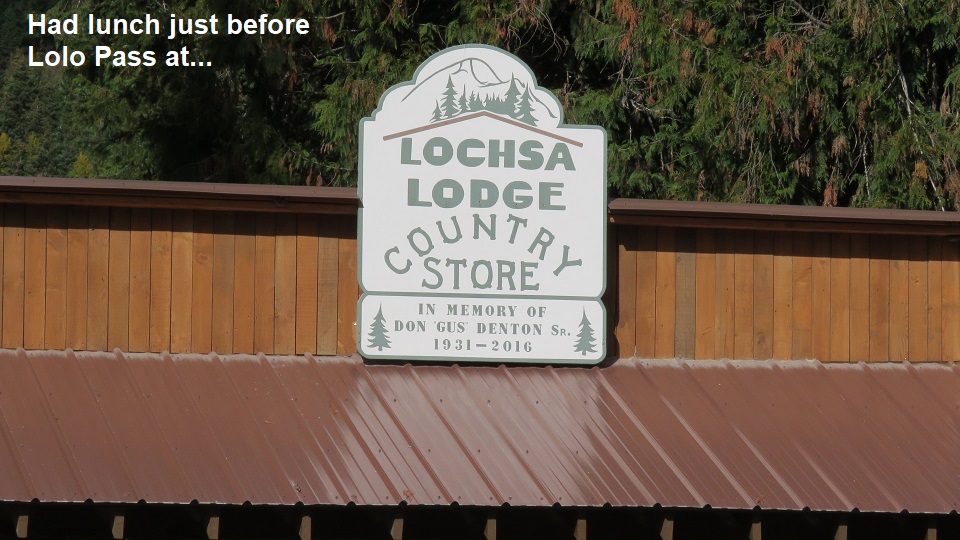 Had lunch just before
Lolo Pass at...
LOCHSA
LODGE
COUNTRY
STORE
IN MEMORY OF
DON "GUS" DENTON SR.
1931-2016